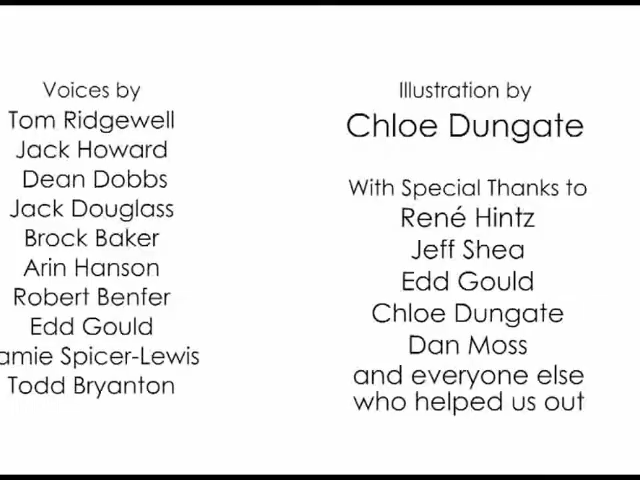 Voices by
Tom Ridgewell
Jack Howard
Dean Dobbs
Jack Douglass
Brock Baker
Arin Hanson
Robert Benfer
Edd Gould
amie Spicer-Lewis
Todd Bryanton
Illustration by
Chloe Dungate
With Special Thanks to
René Hintz
Jeff Shea
Edd Gould
Chloe Dungate
Dan Moss
and everyone else
who helped us out